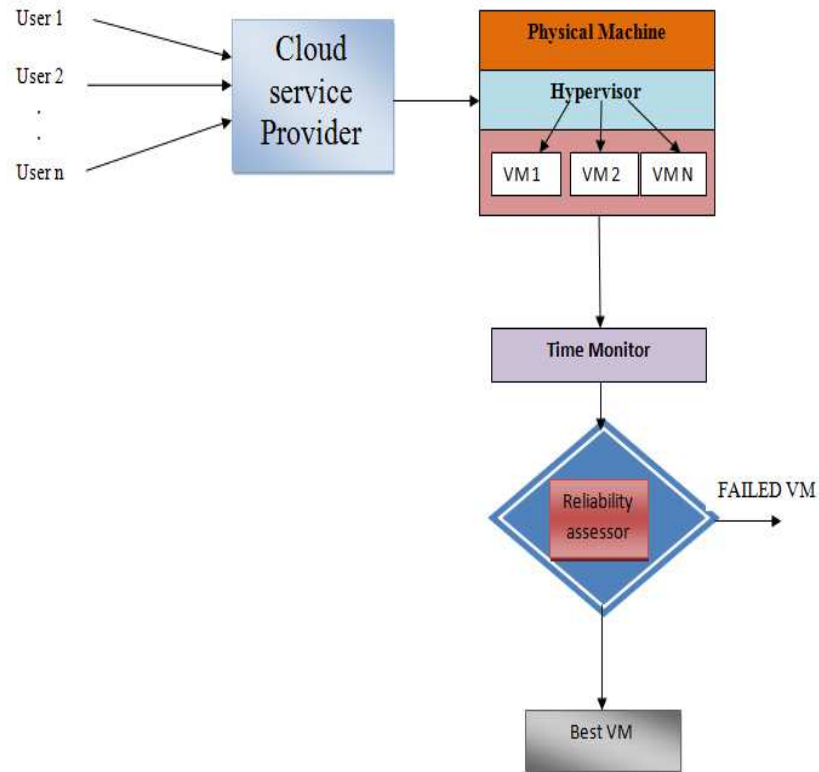 User 1
User 2
.
.
User n
Cloud
service
Provider
Physical Machine
Hypervisor
VM 1
VM 2
VM N
Time Monitor
Reliability
assessor
FAILED VM
Best VM